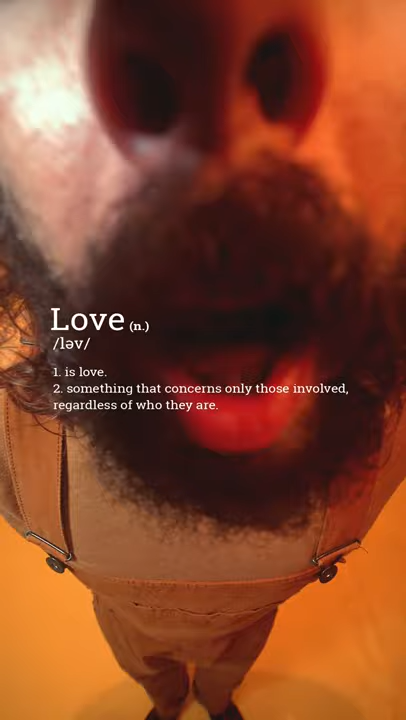 Love (n.)
/ləv/
1. is love.
2. something that concerns only those involved,
regardless of who they are.